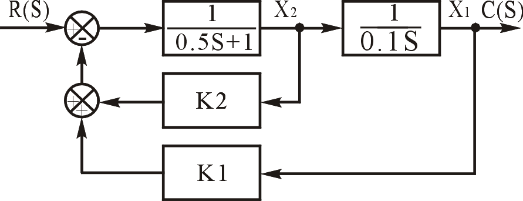 R(S) + - 1 X2 1 X1 C(S)
0.5S+1 0.1S
+ + K2
K1